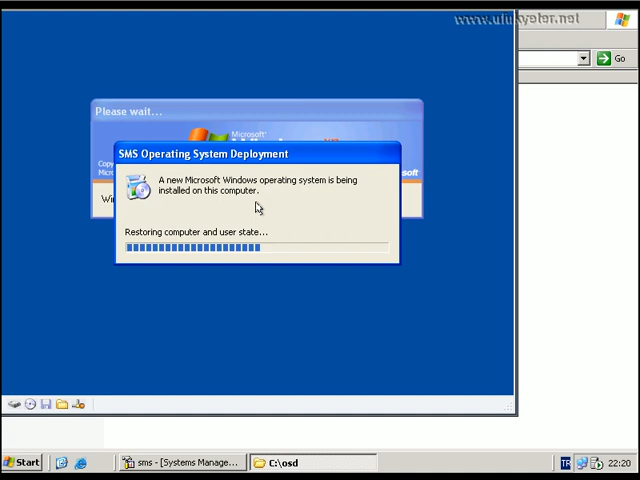 www.ufukyeter.net
Go
Please wait...
Microsoft®
SMS Operating System Deployment
A new Microsoft Windows operating system is being
installed on this computer.
Restoring computer and user state...
Start
sms - [Systems Manage...
C:\osd
TR
22:20